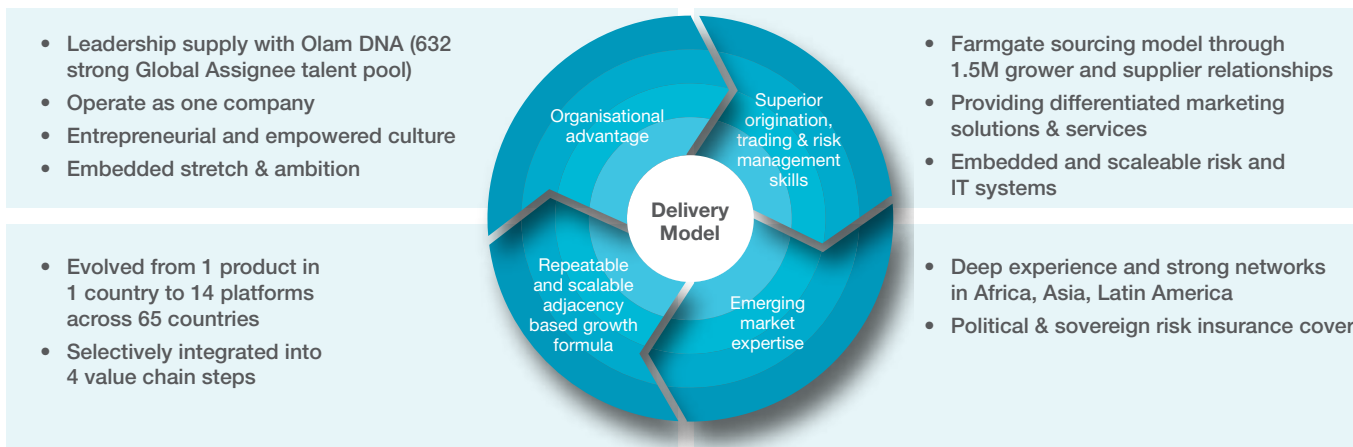 • Leadership supply with Olam DNA (632
strong Global Assignee talent pool)
• Operate as one company
• Entrepreneurial and empowered culture
• Embedded stretch & ambition
Organisational
advantage
Superior
origination,
trading & risk
management
skills
• Farmgate sourcing model through
1.5M grower and supplier relationships
• Providing differentiated marketing
solutions & services
• Embedded and scaleable risk and
IT systems
Delivery
Model
• Evolved from 1 product in
1 country to 14 platforms
across 65 countries
• Selectively integrated into
4 value chain steps
Repeatable
and scalable
adjacency
based growth
formula
Emerging
market
expertise
• Deep experience and strong networks
in Africa, Asia, Latin America
• Political & sovereign risk insurance cover